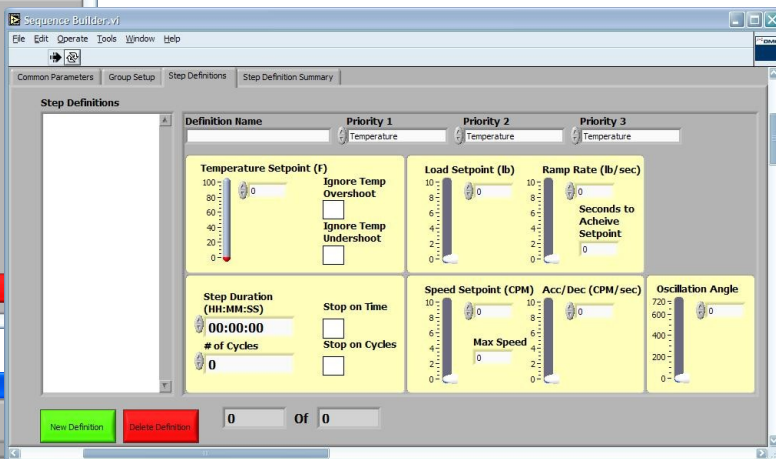 Sequence Builder.vi
File Edit Operate Tools Window Help
Common Parameters Group Setup Step Definitions Step Definition Summary
Step Definitions
Definition Name Priority 1 Priority 2 Priority 3
Temperature Temperature Temperature
Temperature Setpoint (F)
100
80
60
40
20
0
0
Ignore Temp
Overshoot
Ignore Temp
Undershoot
Load Setpoint (lb)
10
8
6
4
2
0
0
Ramp Rate (lb/sec)
10
8
6
4
2
0
0
Seconds to
Acheive
Setpoint
0
Step Duration
(HH:MM:SS)
00:00:00
# of Cycles
0
Stop on Time
Stop on Cycles
Speed Setpoint (CPM)
10
8
6
4
2
0
0
Max Speed
0
Acc/Dec (CPM/sec)
10
8
6
4
2
0
0
Oscillation Angle
720
600
400
200
0
0
New Definition Delete Definition 0 Of 0